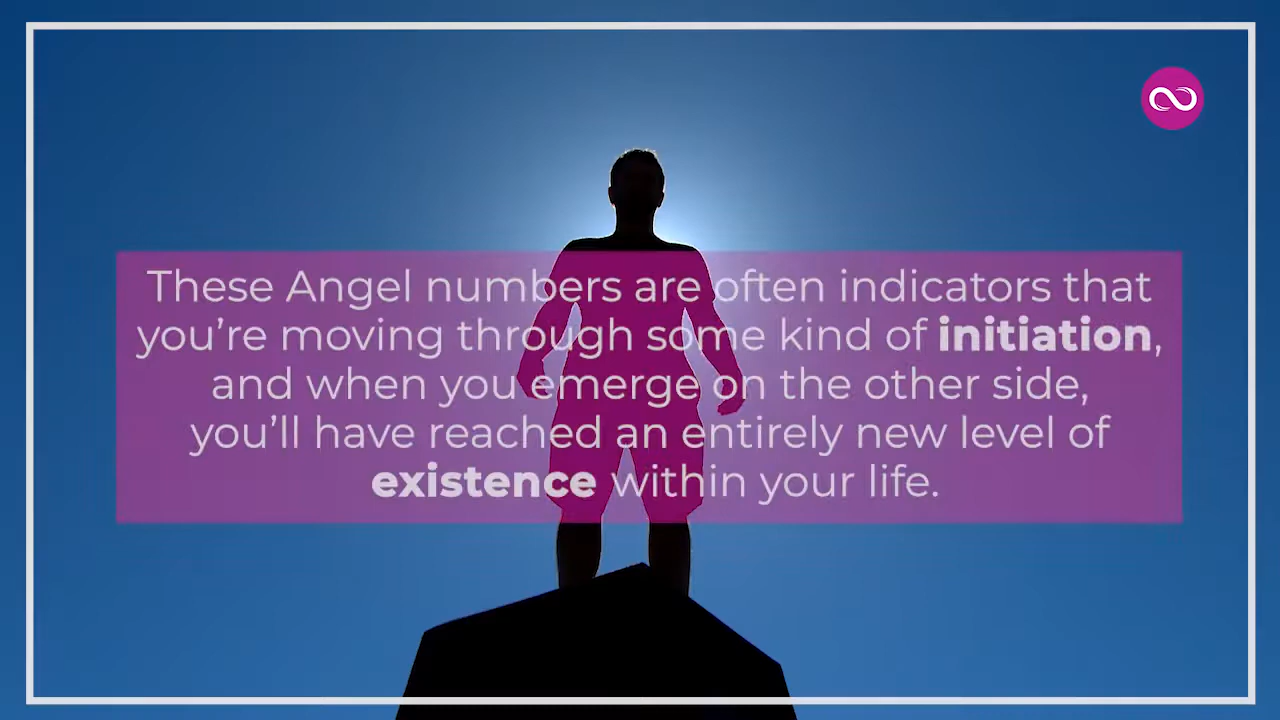 These Angel numbers are often indicators that
you’re moving through some kind of initiation,
and when you emerge on the other side,
you’ll have reached an entirely new level of
existence within your life.